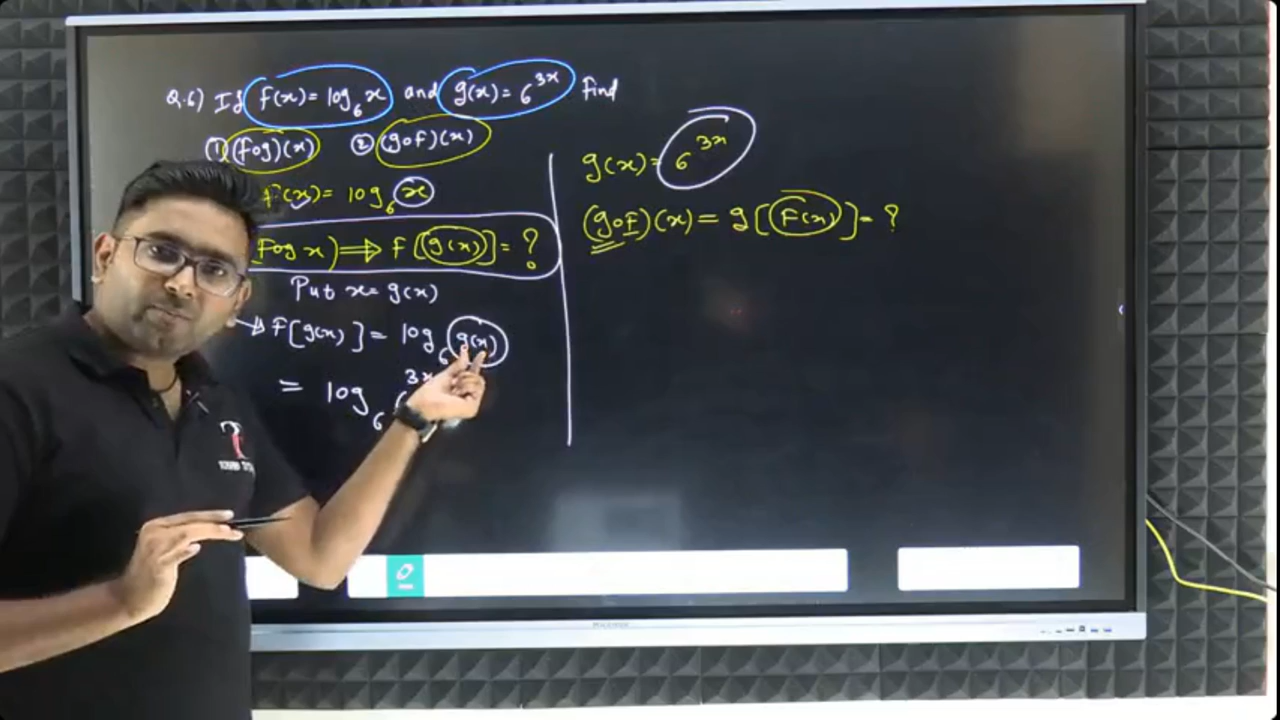 Q.6) If f(x) = log₆ x and g(x) = 6^3x find
① (fog)(x) ② (gof)(x)
F(x) = log₆ x
Fog x) ⟹ F[g(x)] = ?
Put x = g(x)
→ F[g(x)] = log₆ g(x)
= log₆ 3x
g(x) = 6^3x
(goF)(x) = g[F(x)] = ?